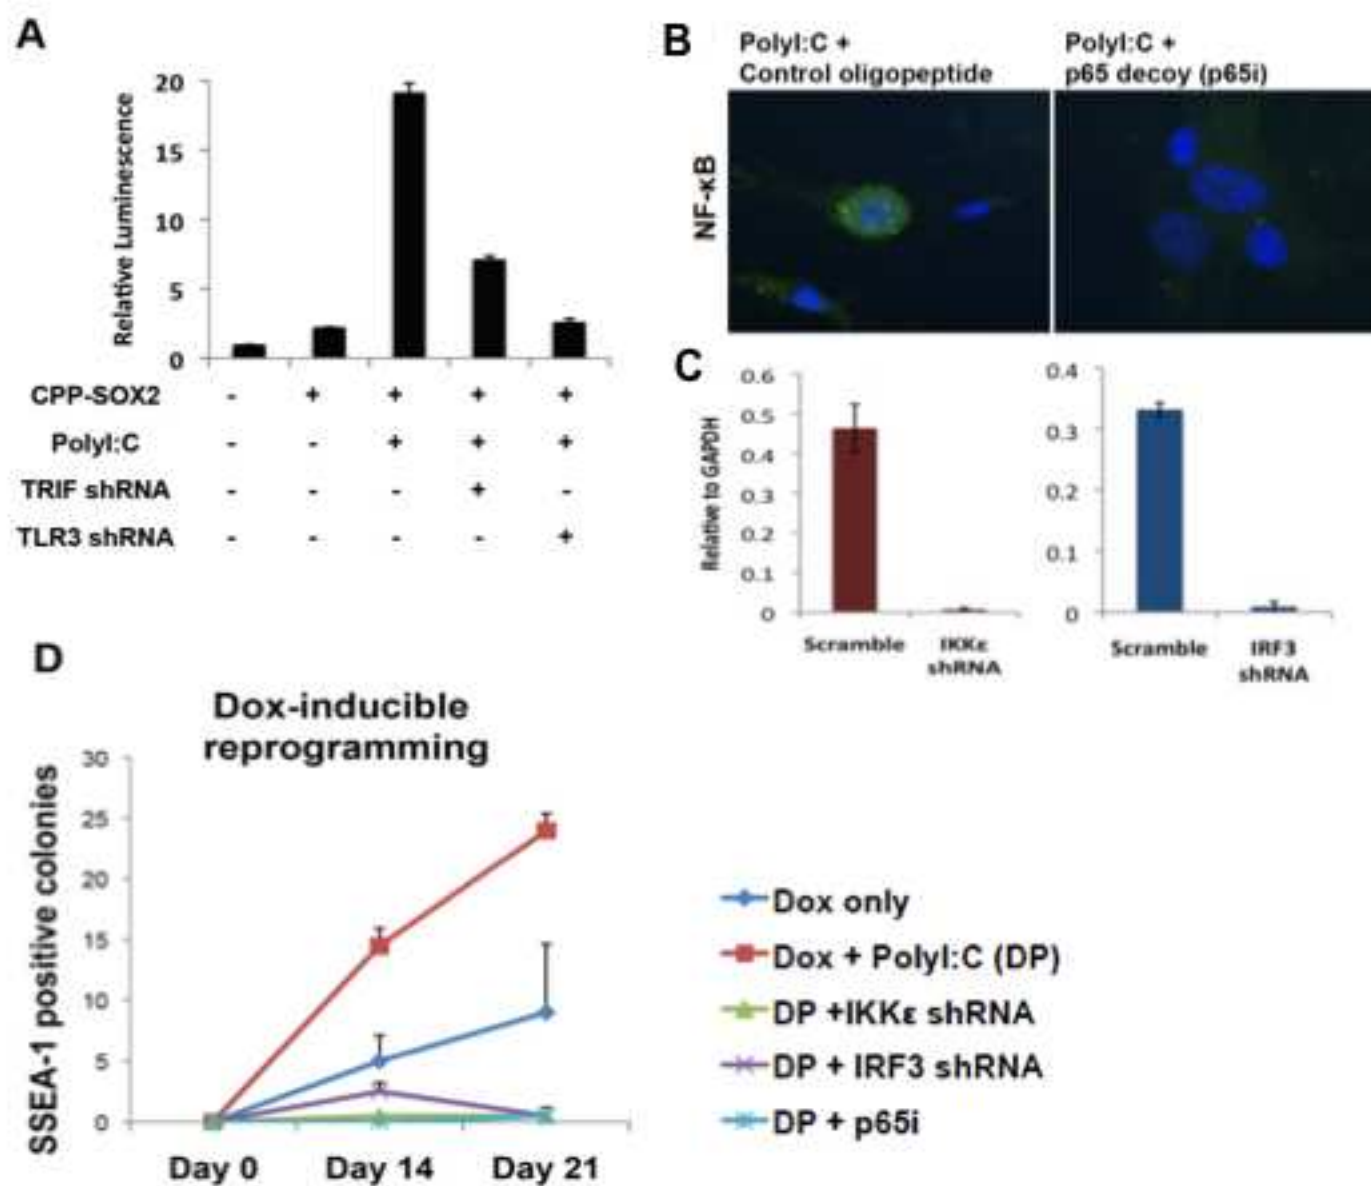 A
20
15
10
5
0
Relative Luminescence
CPP-SOX2 - + + + +
PolyI:C - - + + +
TRIF shRNA - - - + -
TLR3 shRNA - - - - +
B
PolyI:C +
Control oligopeptide
PolyI:C +
p65 decoy (p65i)
NF-κB
C
0.6
0.5
0.4
0.3
0.2
0.1
0
Relative to GAPDH
Scramble
IKKε
shRNA
0.4
0.3
0.2
0.1
0
Scramble
IRF3
shRNA
D
Dox-inducible
reprogramming
30
25
20
15
10
5
0
SSEA-1 positive colonies
Day 0 Day 14 Day 21
Dox only
Dox + PolyI:C (DP)
DP +IKKε shRNA
DP + IRF3 shRNA
DP + p65i